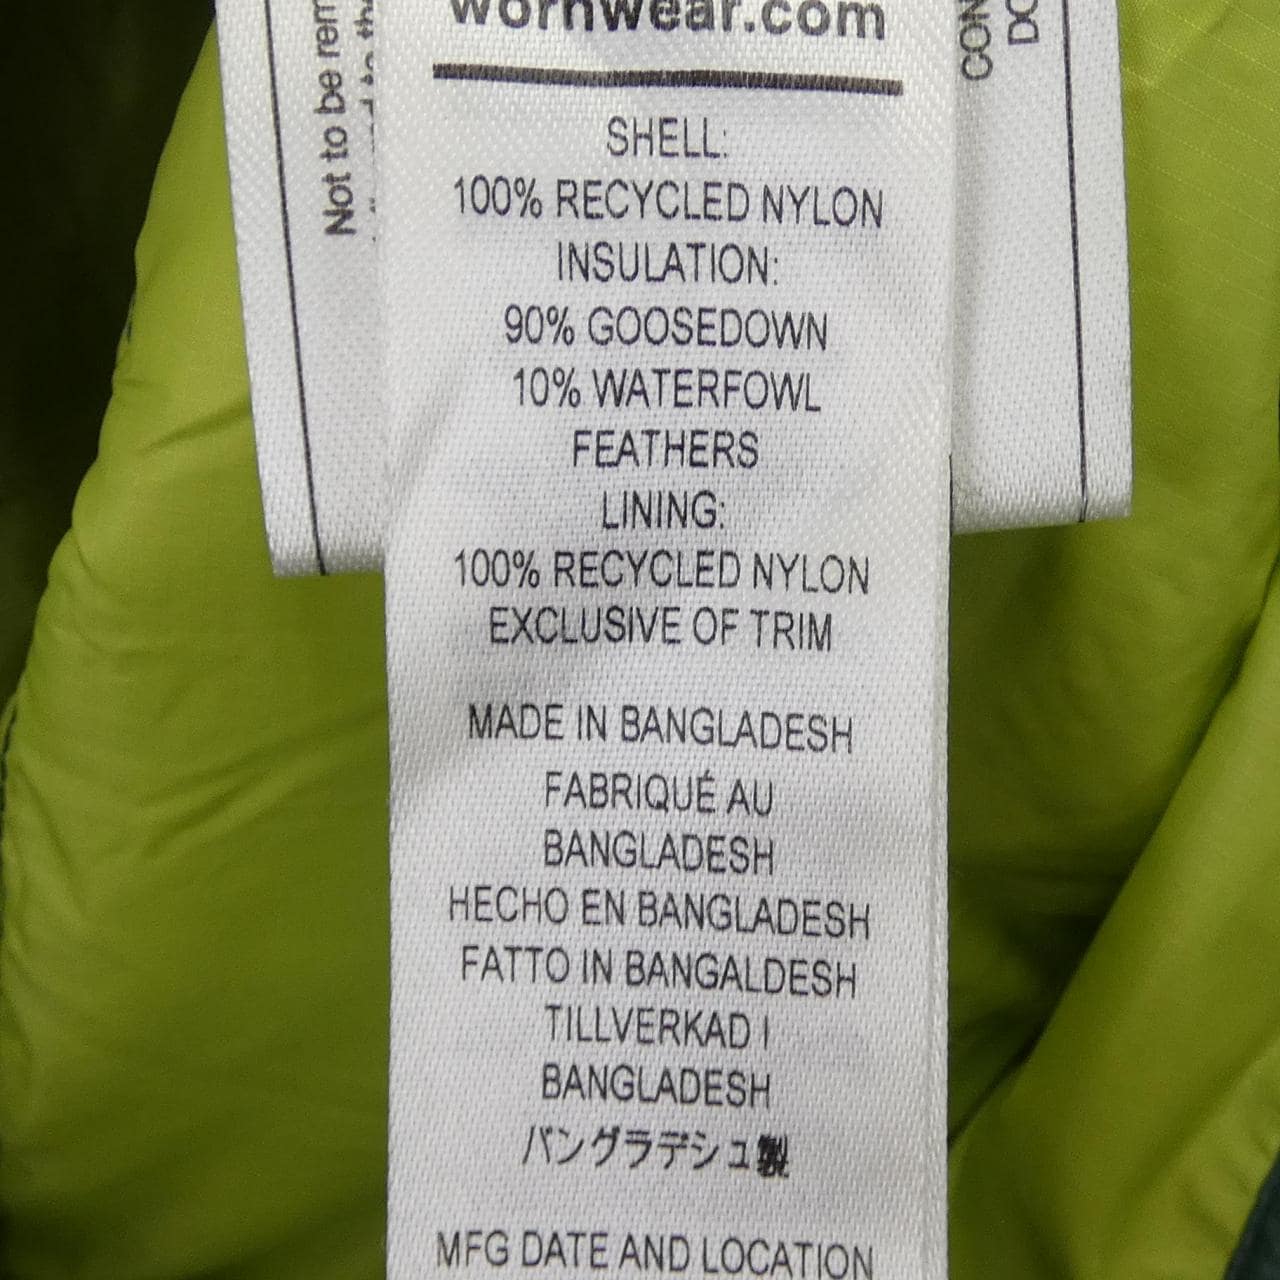 wornwear.com
SHELL:
100% RECYCLED NYLON
INSULATION:
90% GOOSEDOWN
10% WATERFOWL
FEATHERS
LINING:
100% RECYCLED NYLON
EXCLUSIVE OF TRIM
MADE IN BANGLADESH
FABRIQUÉ AU
BANGLADESH
HECHO EN BANGLADESH
FATTO IN BANGALDESH
TILLVERKAD I
BANGLADESH
バングラデシュ製
MFG DATE AND LOCATION
Not to be rem
CON
DO